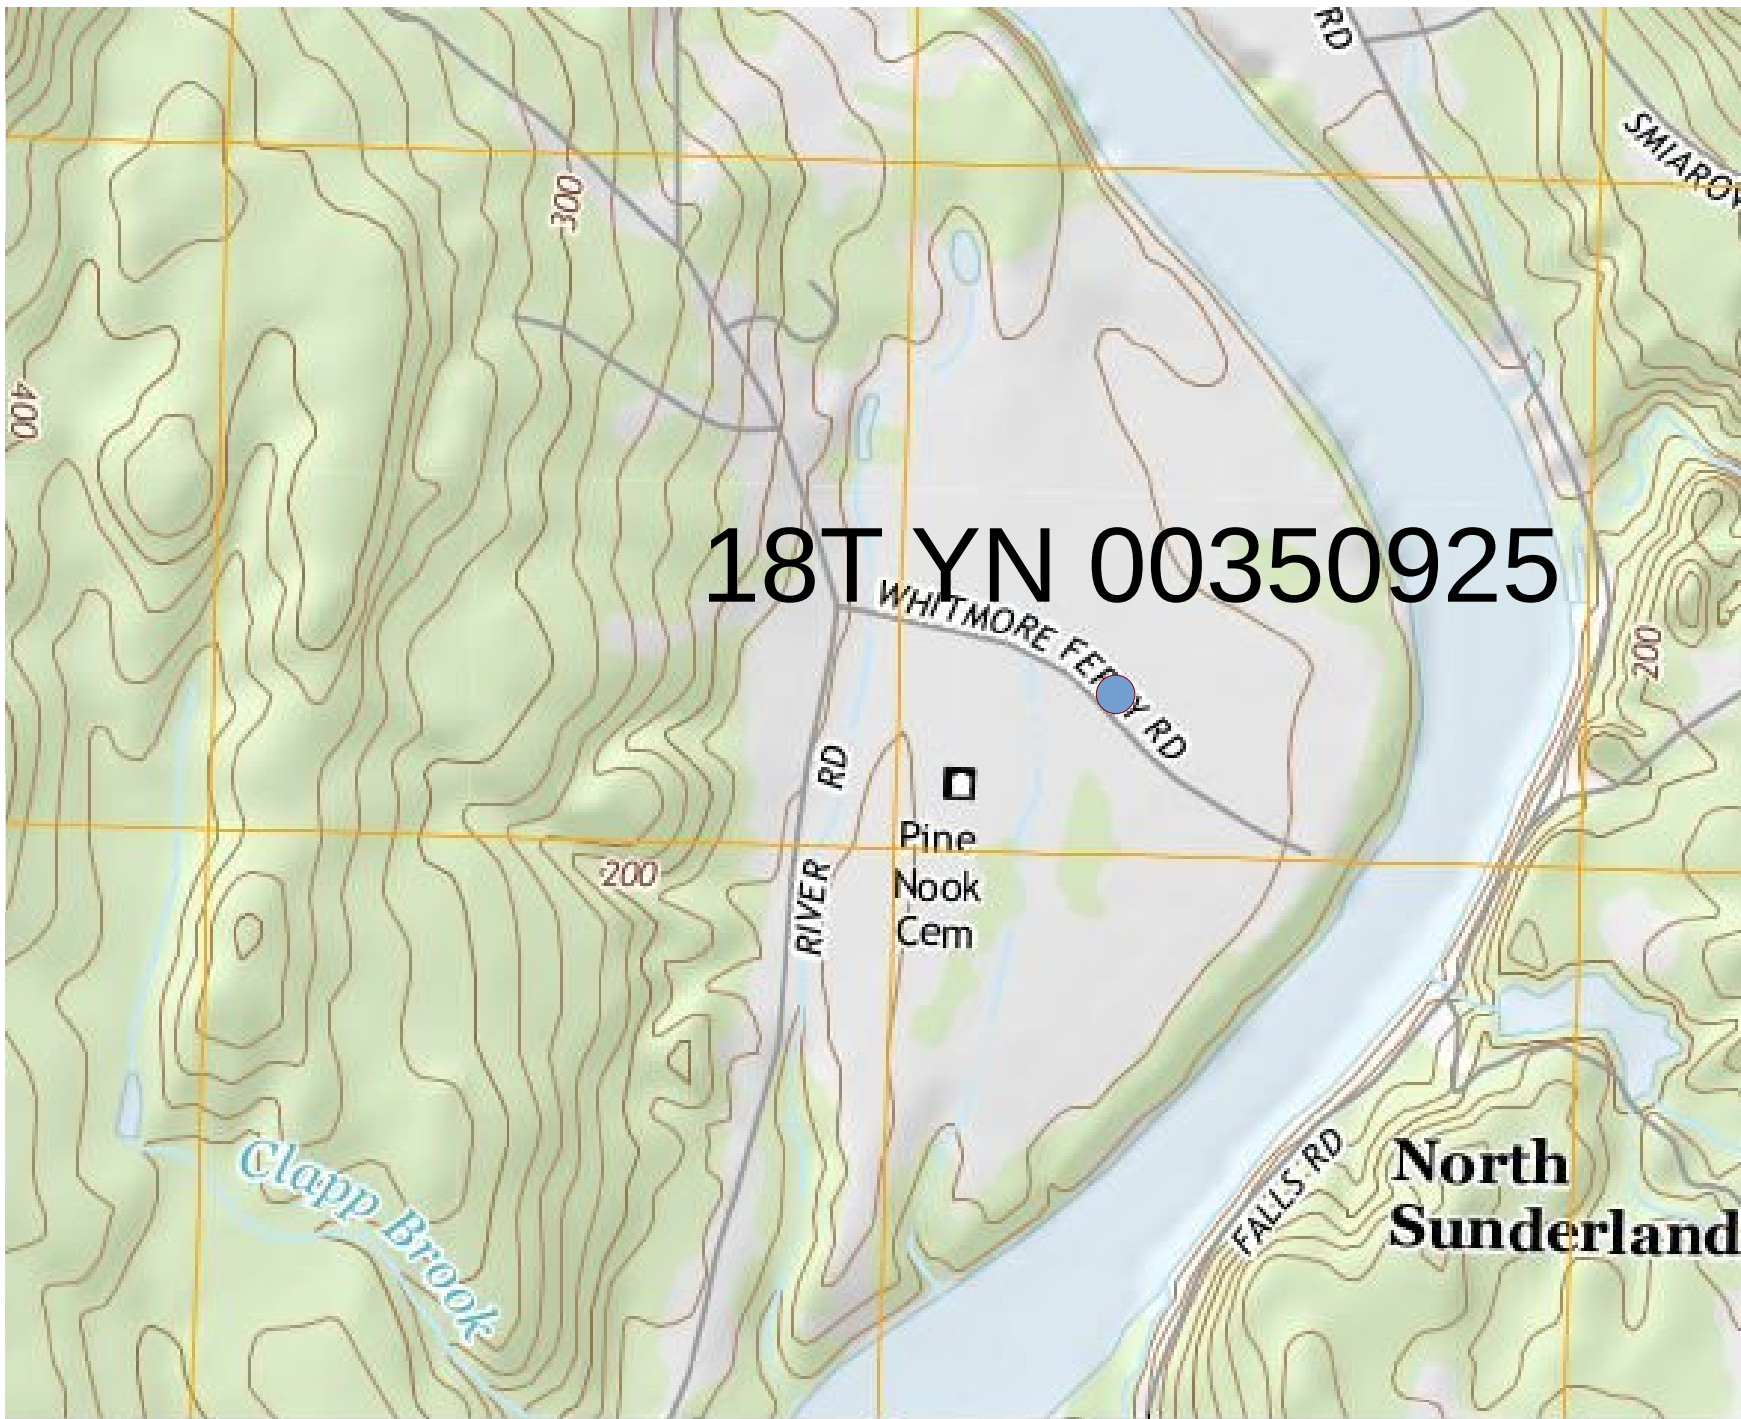 RD
SMIAROW
300
400
18T YN 00350925
WHITMORE FERRY RD
200
RD
Pine
Nook
Cem
200
RIVER
North
Sunderland
FALLS RD
Clapp Brook